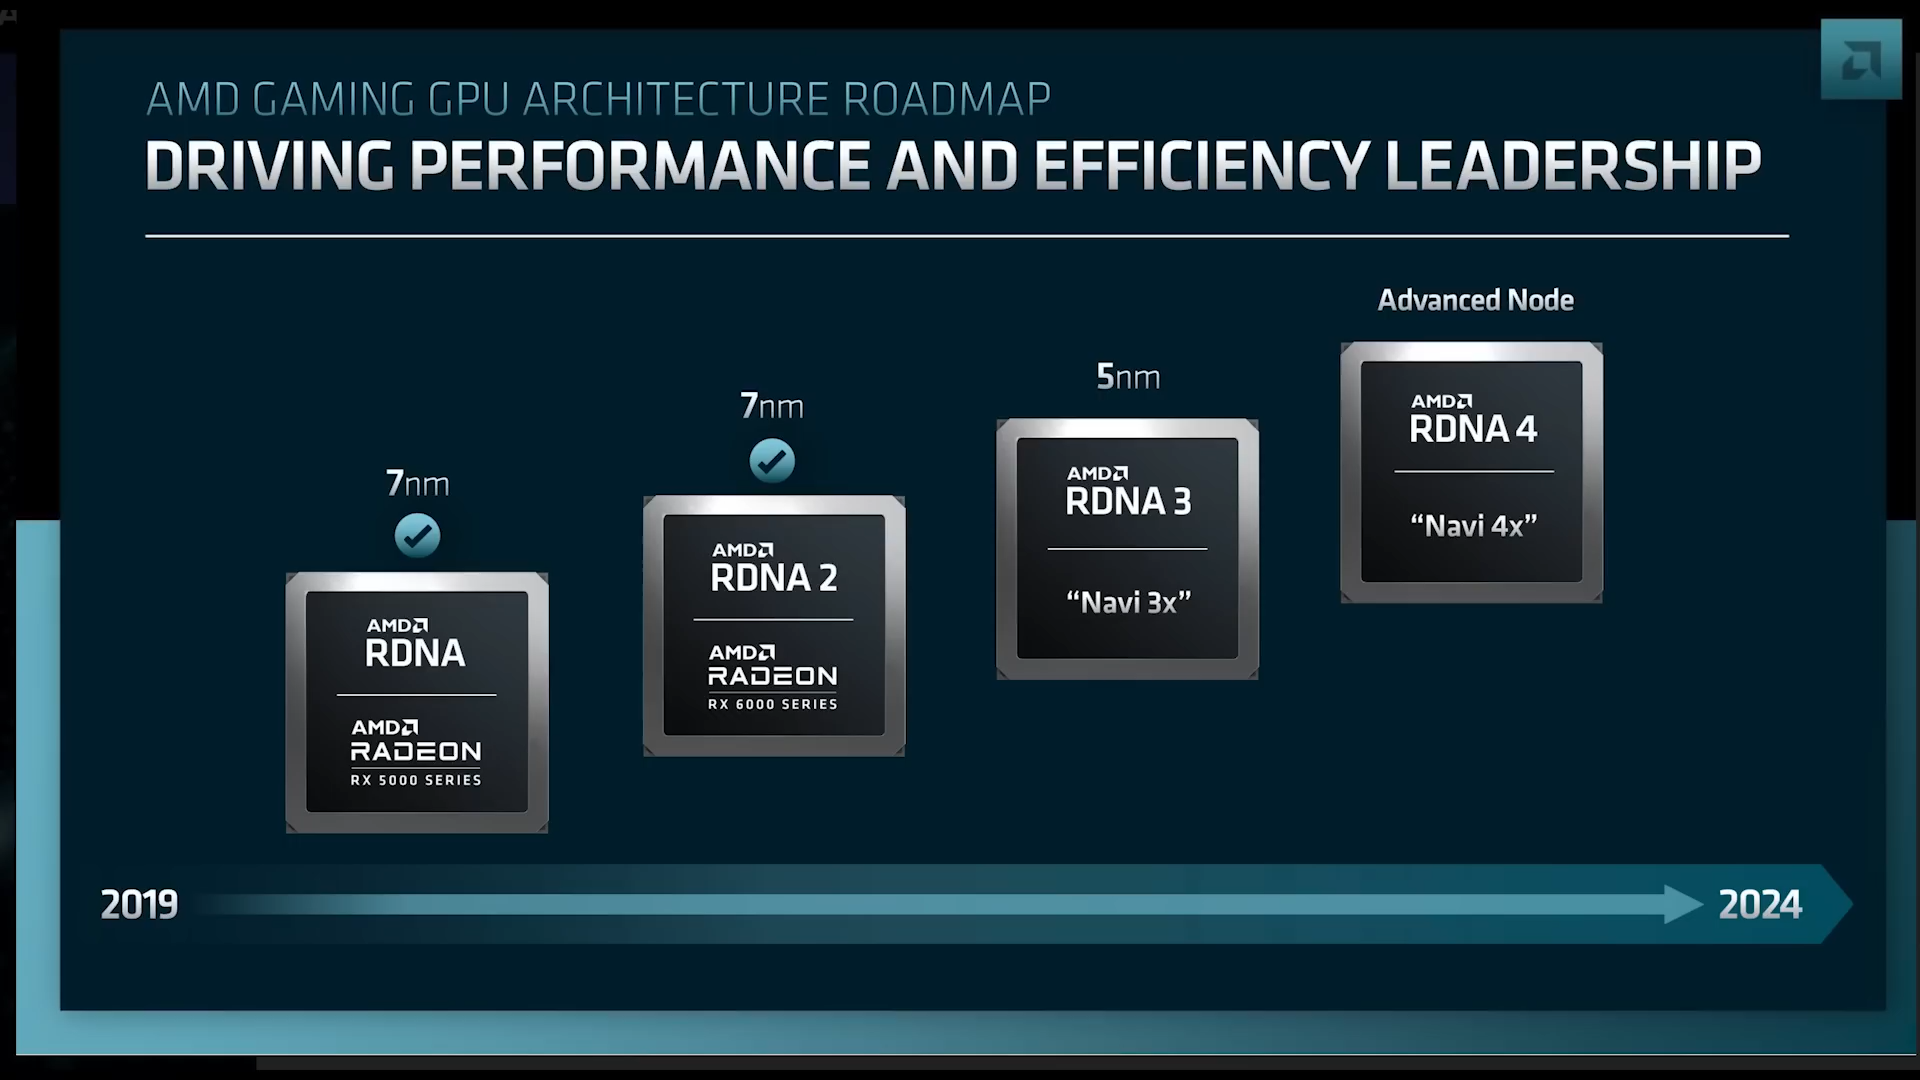 AMD GAMING GPU ARCHITECTURE ROADMAP
DRIVING PERFORMANCE AND EFFICIENCY LEADERSHIP
7nm
AMD
RDNA
AMD
RADEON
RX 5000 SERIES
7nm
AMD
RDNA 2
AMD
RADEON
RX 6000 SERIES
5nm
AMD
RDNA 3
“Navi 3x”
Advanced Node
AMD
RDNA 4
“Navi 4x”
2019
2024